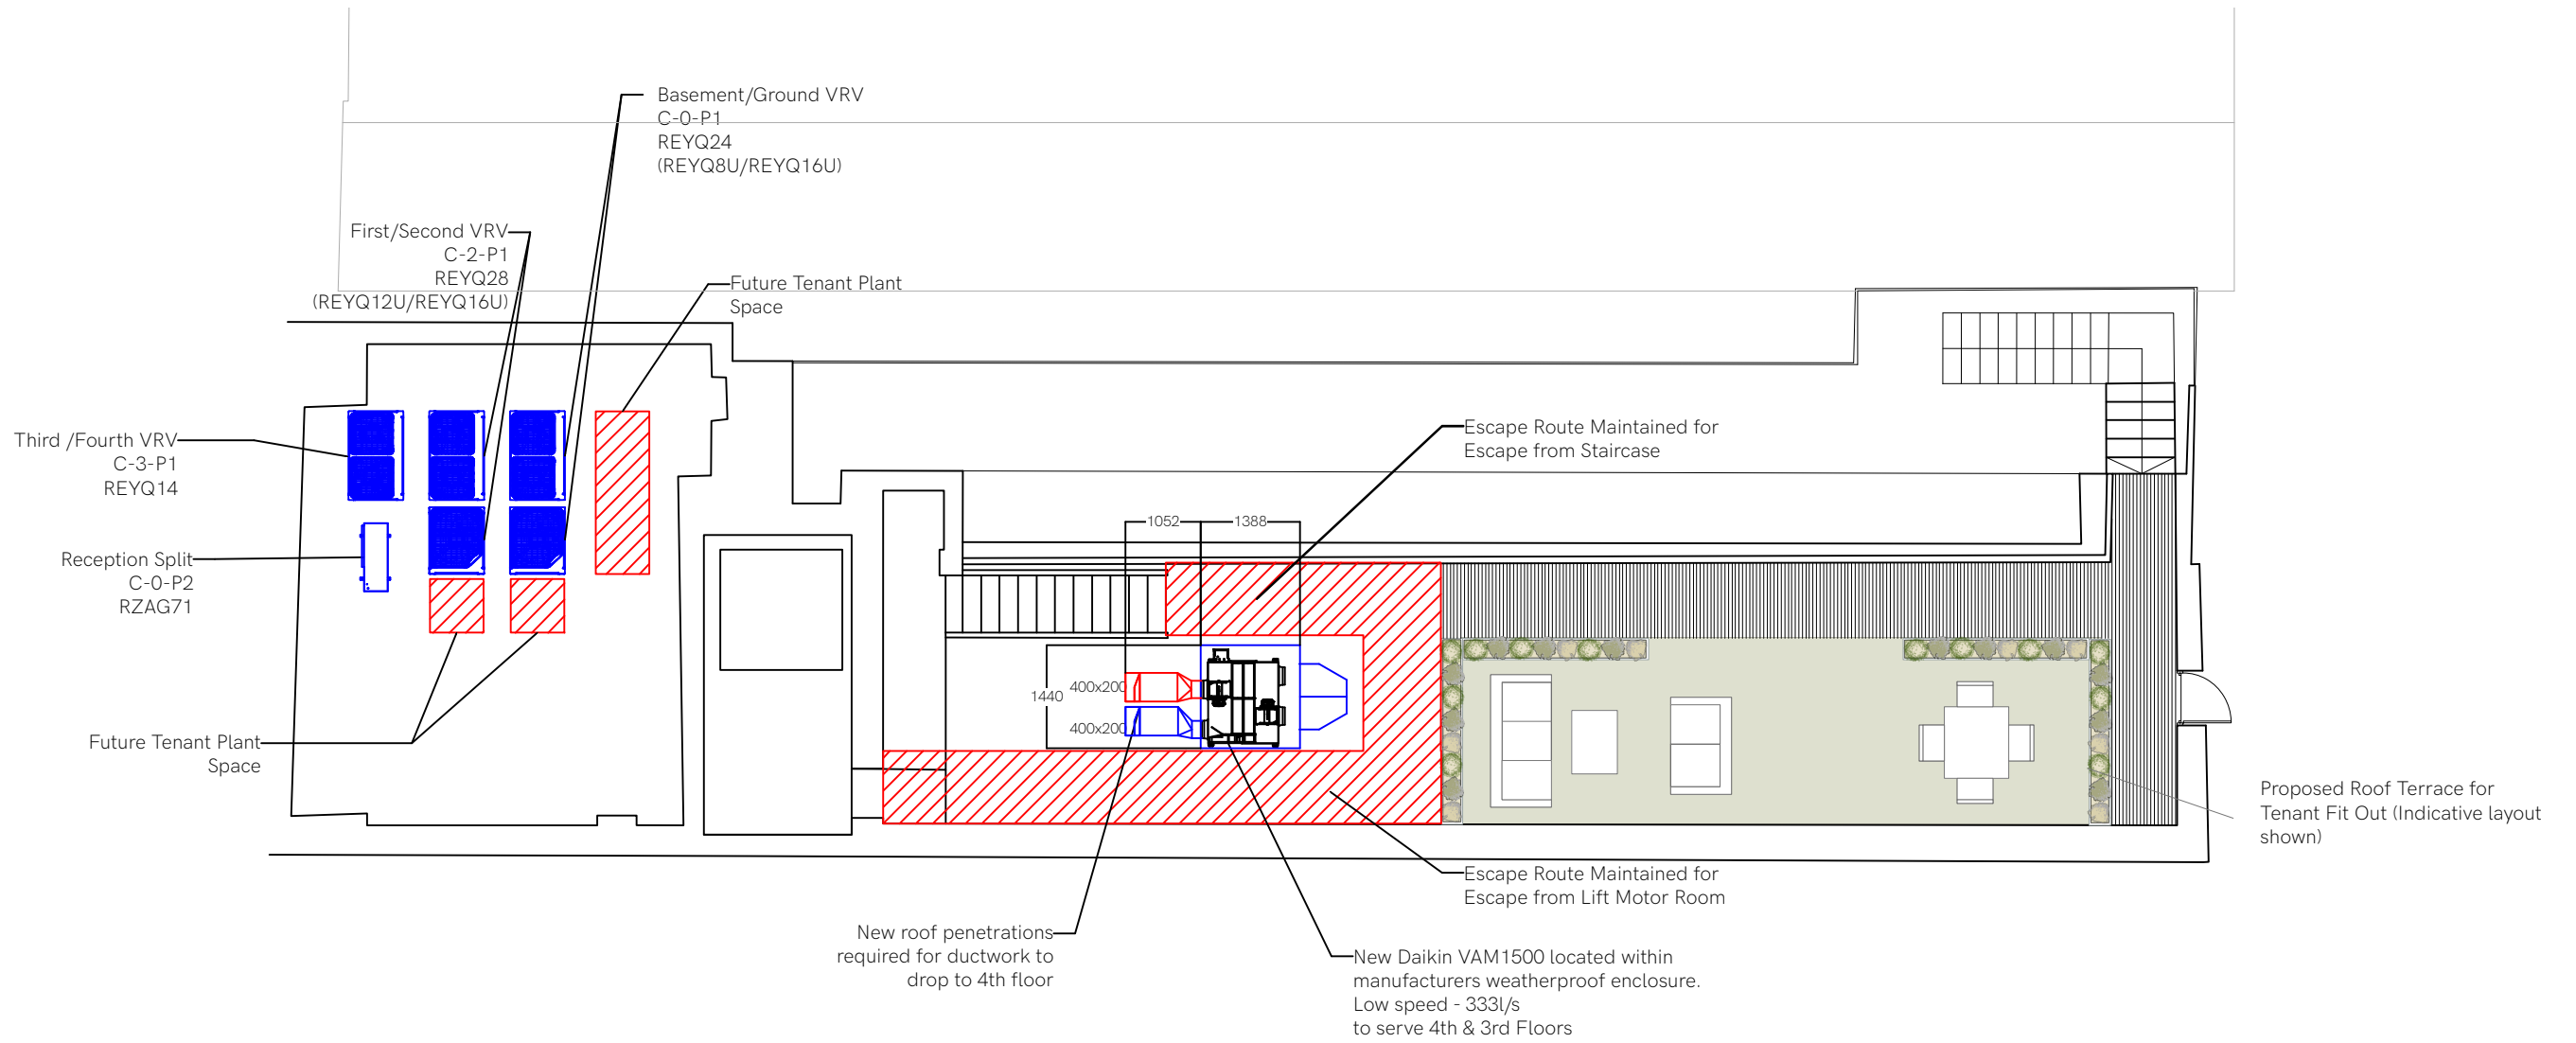 Basement/Ground VRV
C-0-P1
REYQ24
(REYQ8U/REYQ16U)
First/Second VRV
C-2-P1
REYQ28
(REYQ12U/REYQ16U)
Future Tenant Plant
Space
Third /Fourth VRV
C-3-P1
REYQ14
Escape Route Maintained for
Escape from Staircase
Reception Split
C-0-P2
RZAG71
1052
1388
400x200
1440
400x200
Future Tenant Plant
Space
Proposed Roof Terrace for
Tenant Fit Out (Indicative layout
shown)
Escape Route Maintained for
Escape from Lift Motor Room
New roof penetrations
required for ductwork to
drop to 4th floor
New Daikin VAM1500 located within
manufacturers weatherproof enclosure.
Low speed - 333l/s
to serve 4th & 3rd Floors